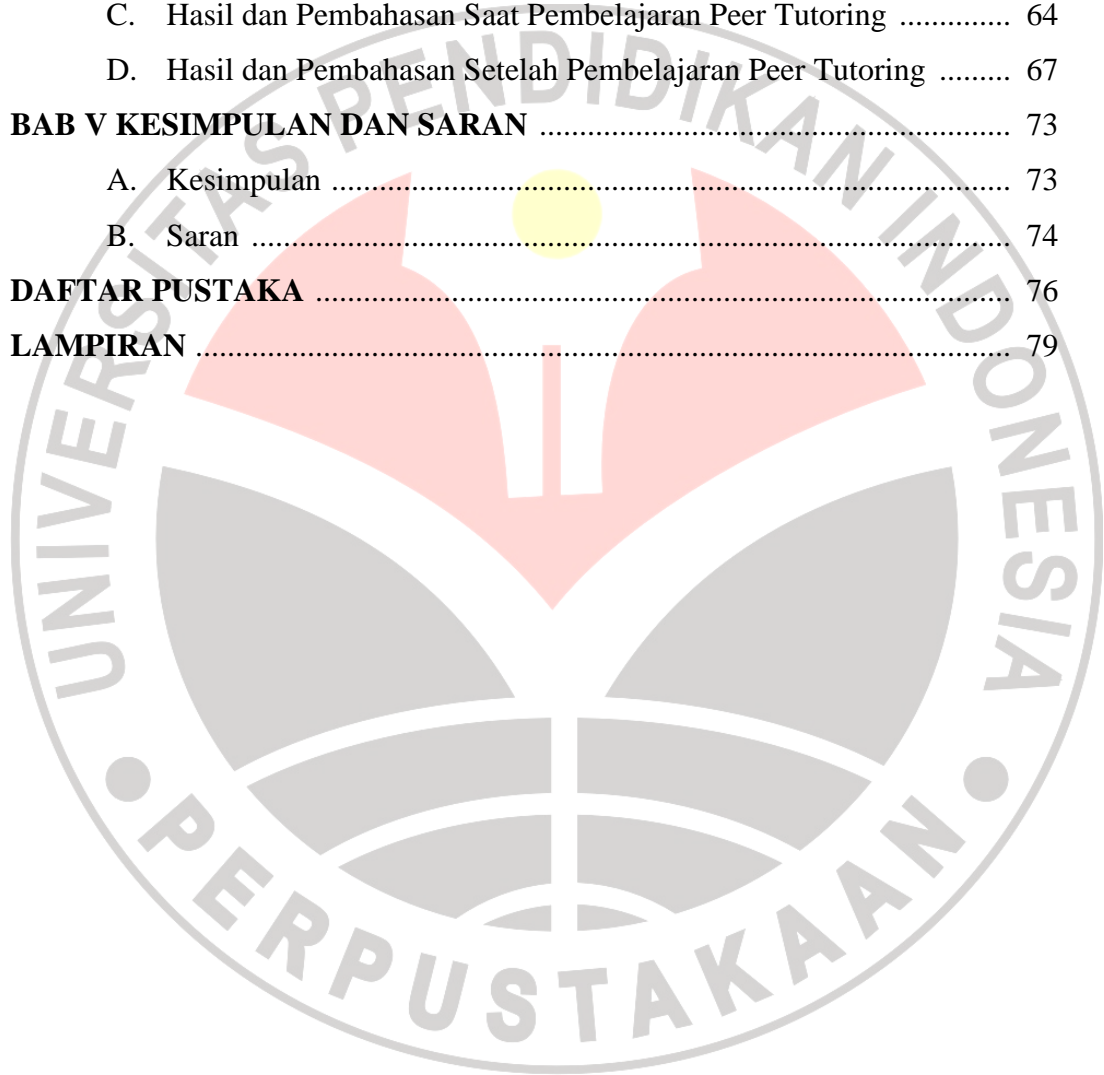 C. Hasil dan Pembahasan Saat Pembelajaran Peer Tutoring ............. 64
D. Hasil dan Pembahasan Setelah Pembelajaran Peer Tutoring ......... 67
BAB V KESIMPULAN DAN SARAN ................................................................ 73
A. Kesimpulan .............................................................................................. 73
B. Saran ......................................................................................................... 74
DAFTAR PUSTAKA ............................................................................................. 76
LAMPIRAN ............................................................................................................. 79
UNIVERSITAS PENDIDIKAN INDONESIA
PERPUSTAKAAN